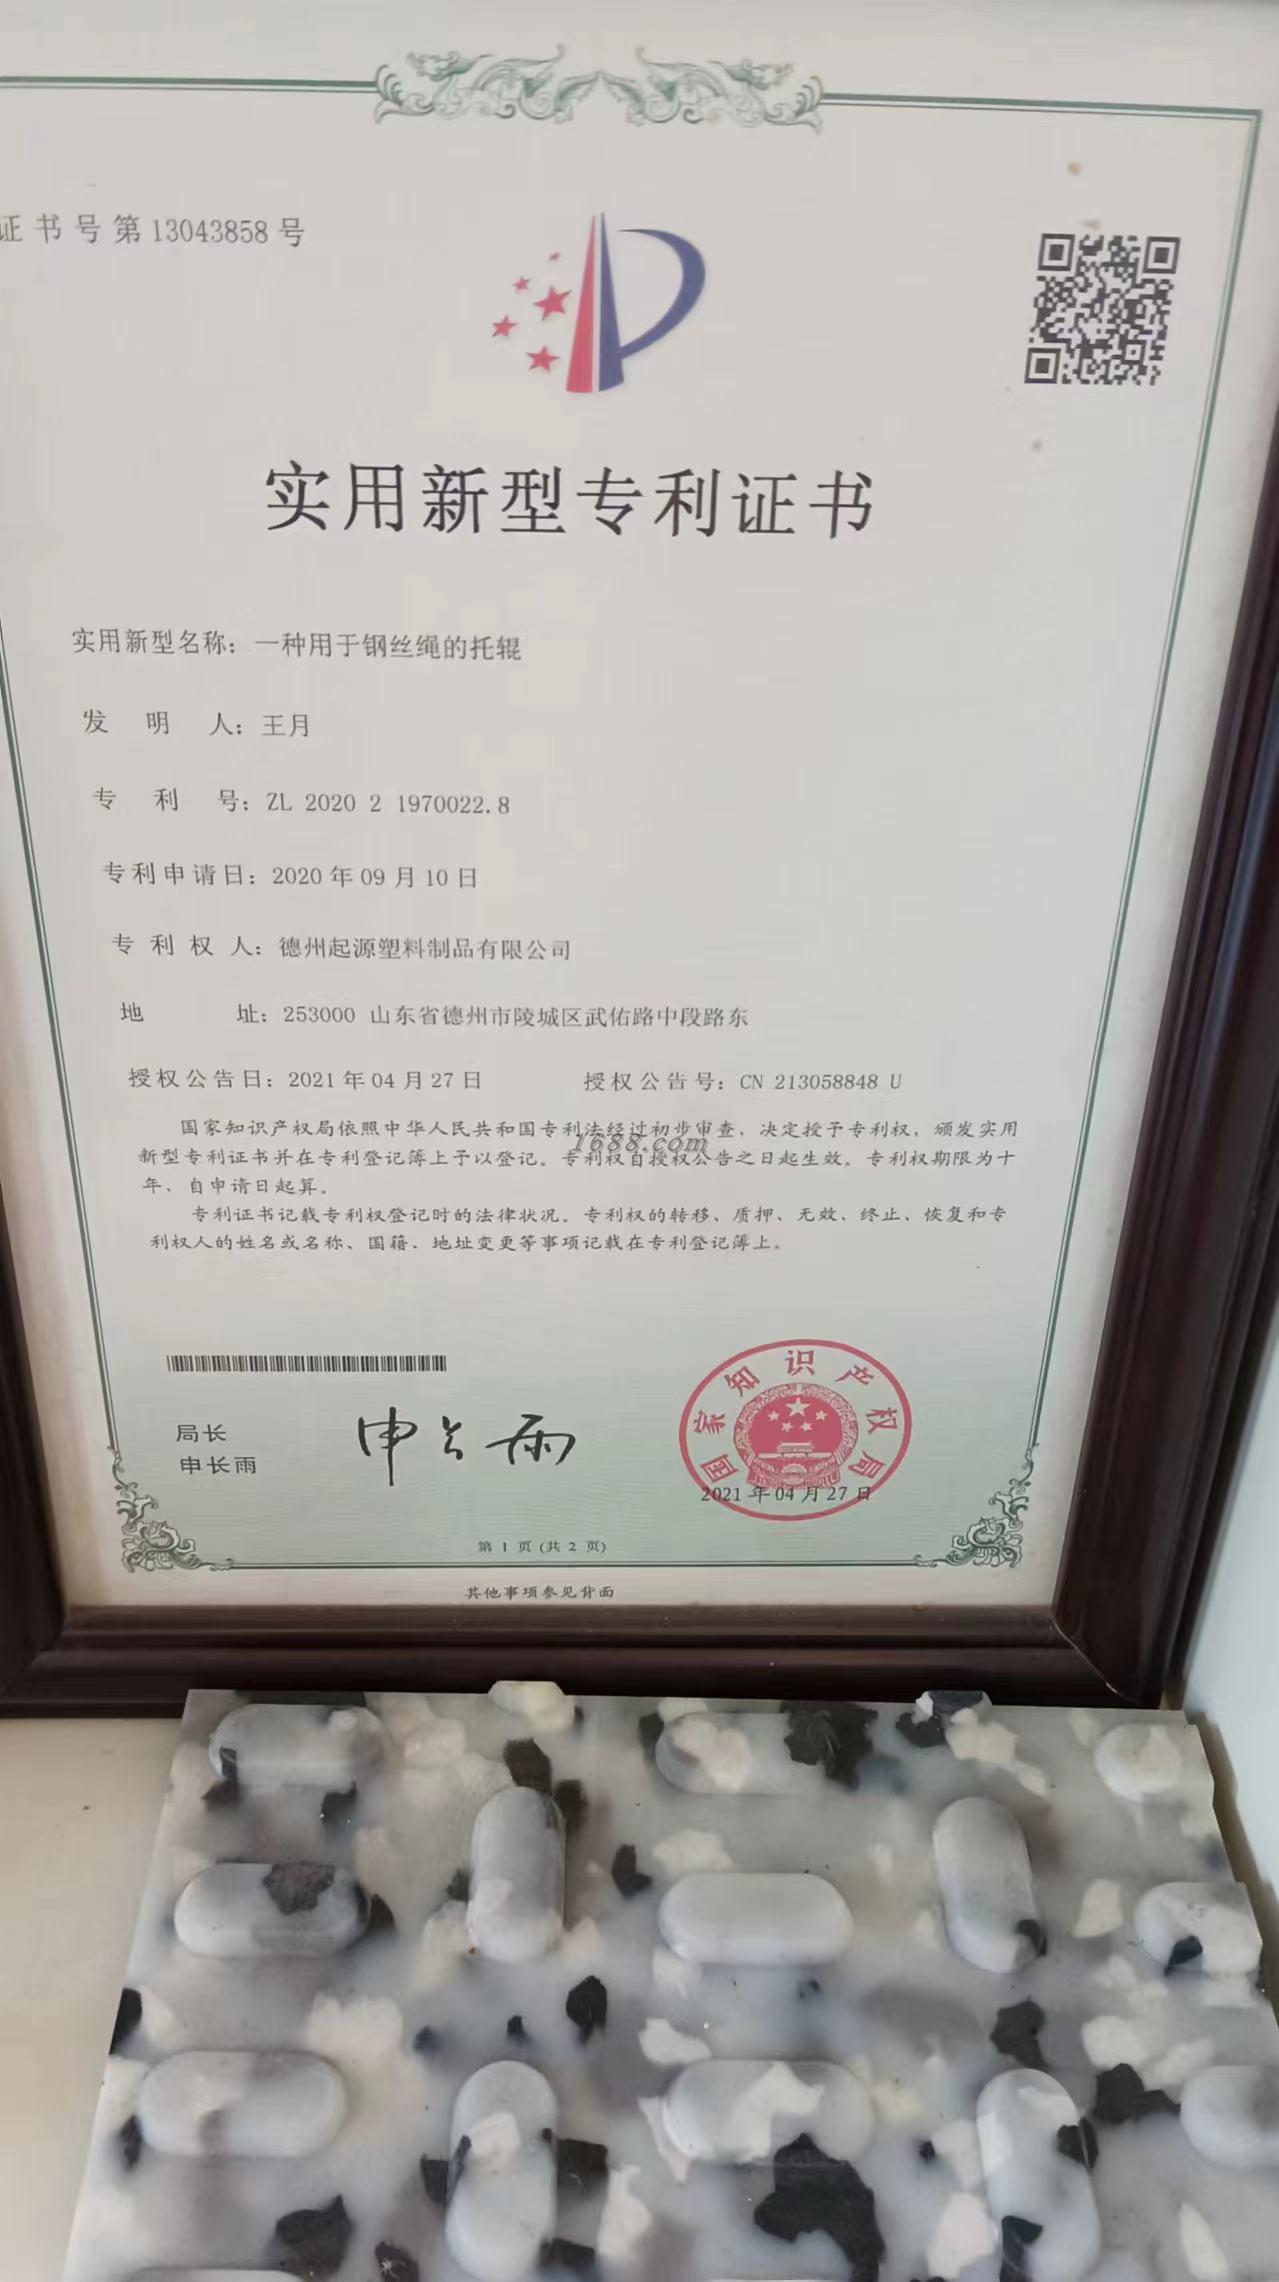 证书号第13043858号
实用新型专利证书
实用新型名称：一种用于钢丝绳的托辊
发明人：王月
专利号：ZL 2020 2 1970022.8
专利申请日：2020年09月10日
专利权人：德州起源塑料制品有限公司
地址：253000 山东省德州市陵城区武佑路中段路东
授权公告日：2021年04月27日 授权公告号：CN 213058848 U
国家知识产权局依照中华人民共和国专利法经过初步审查，决定授予专利权，颁发实用
1688.com
新型专利证书并在专利登记簿上予以登记。专利权自授权公告之日起生效。专利权期限为十
年，自申请日起算。
专利证书记载专利权登记时的法律状况。专利权的转移、质押、无效、终止、恢复和专
利权人的姓名或名称、国籍、地址变更等事项记载在专利登记簿上。
局长
申长雨
申长雨
国家知识产权局
2021年04月27日
第 1 页 (共 2 页)
其他事项参见背面